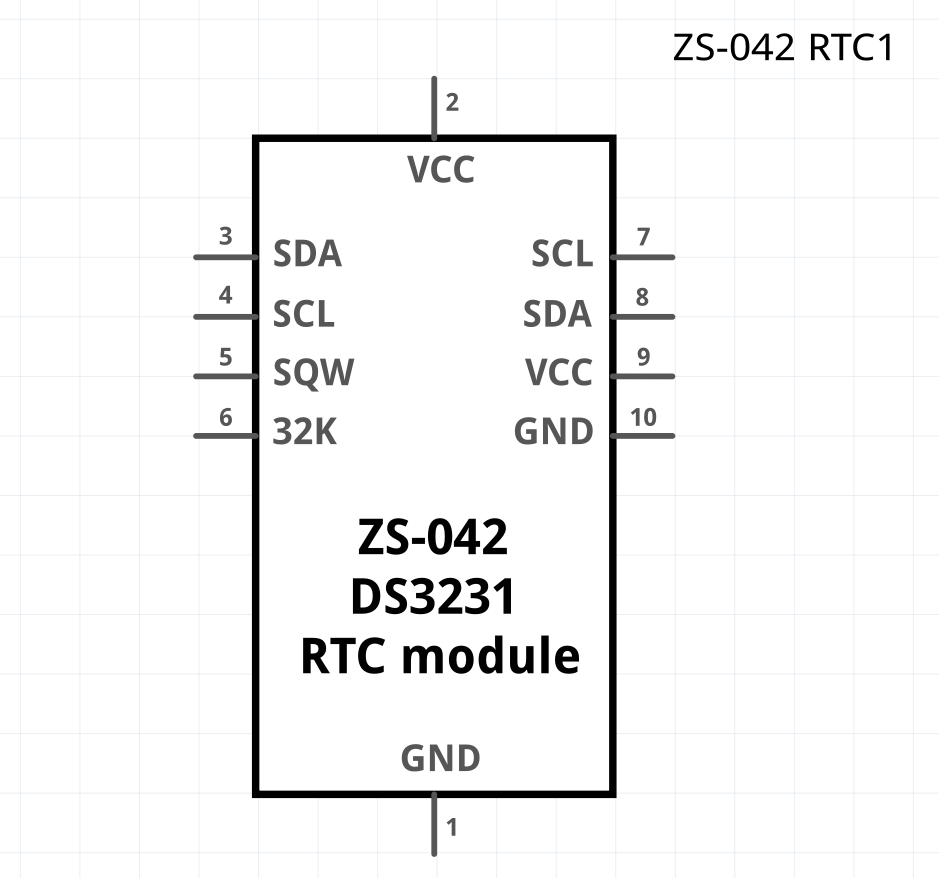 ZS-042 RTC1
2
VCC
3 SDA
SCL 7
4 SCL
SDA 8
5 SQW
VCC 9
6 32K
GND 10
ZS-042
DS3231
RTC module
GND
1